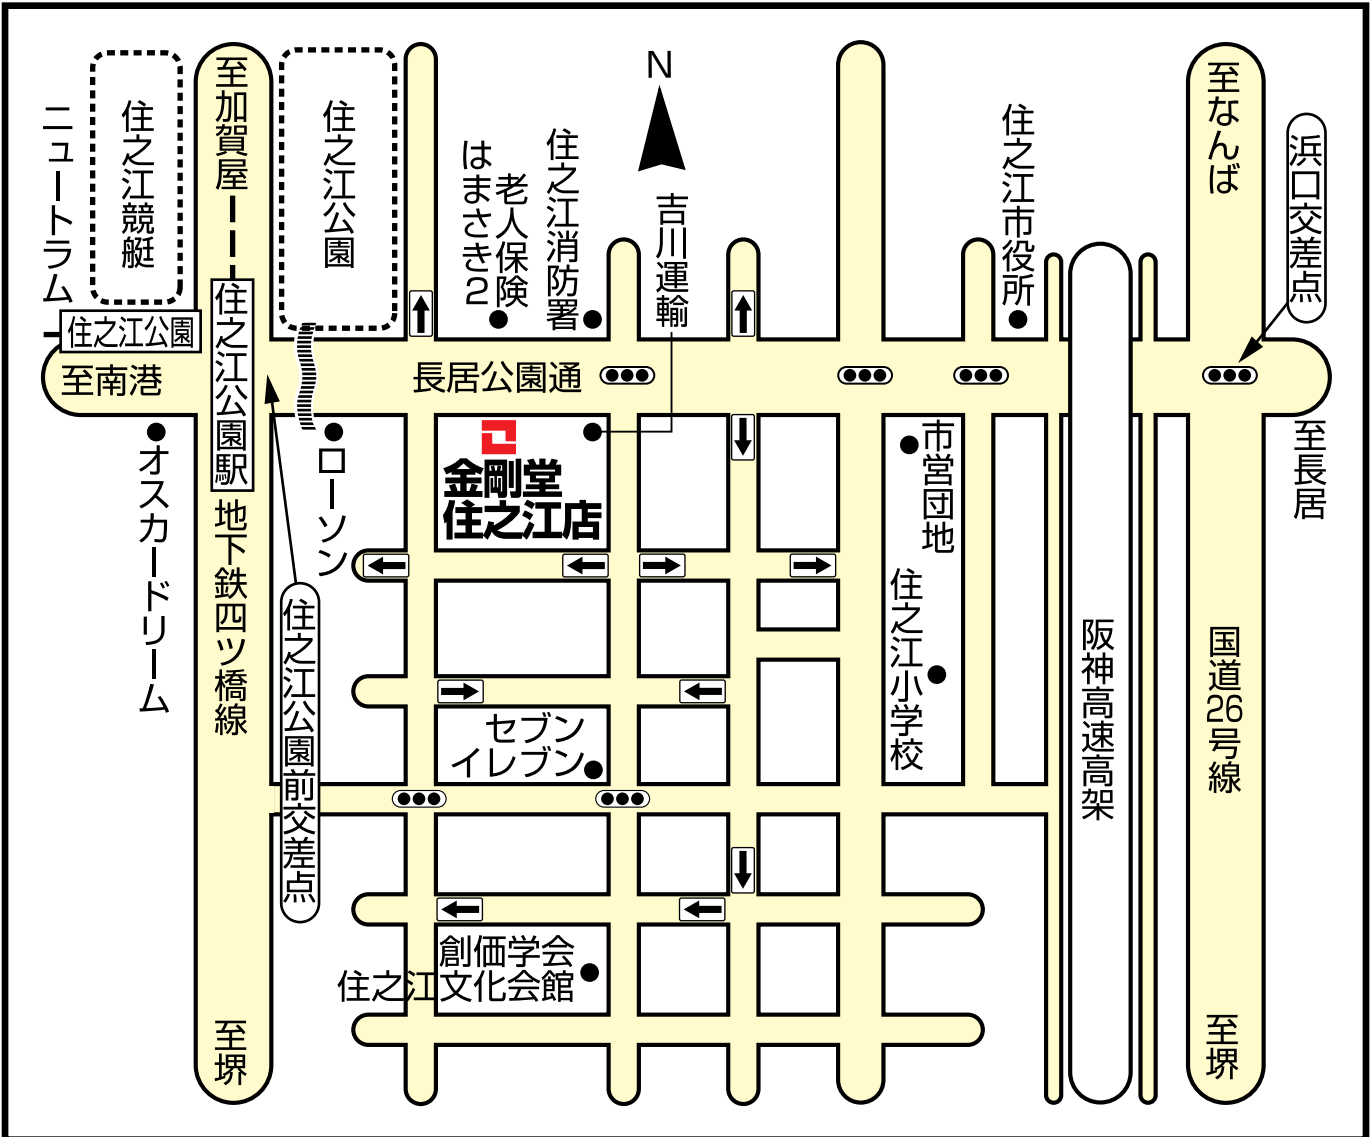 N
ニュートラム
住之江競艇
至加賀屋
住之江公園
はまさき2
老人保険
住之江消防署
吉川運輸
住之江市役所
至なんば
浜口交差点
住之江公園
至南港
住之江公園駅
長居公園通
オスカードリーム
ローソン
金剛堂
住之江店
市営団地
至長居
地下鉄四ツ橋線
住之江公園前交差点
住之江小学校
阪神高速高架
国道26号線
セブン
イレブン
創価学会
住之江文化会館
至堺
至堺